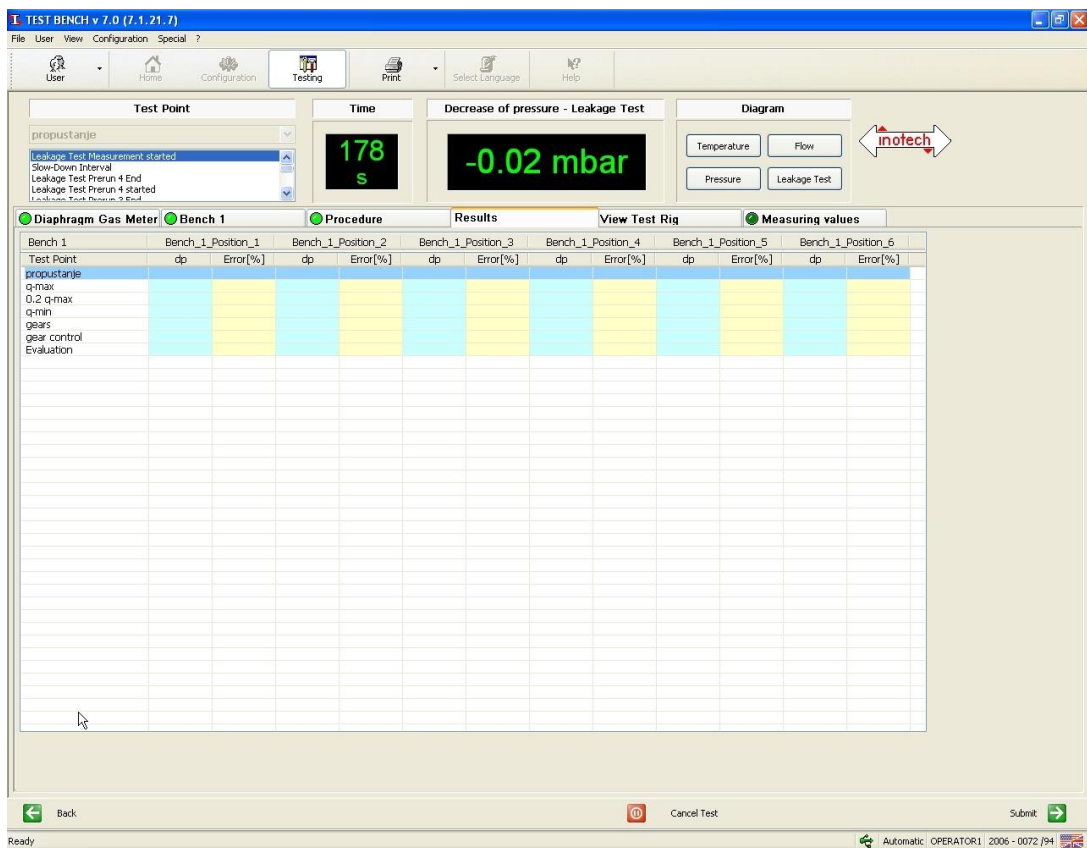 TEST BENCH v 7.0 (7.1.21.7)
File User View Configuration Special ?
User Home Configuration Testing Print Select Language Help
Test Point Time Decrease of pressure - Leakage Test Diagram
propustanje
Leakage Test Measurement started
Slow-Down Interval
Leakage Test Prerun 4 End
Leakage Test Prerun 4 started
178
s
-0.02 mbar
Temperature Flow
Pressure Leakage Test
inotech
Diaphragm Gas Meter Bench 1 Procedure Results View Test Rig Measuring values
Bench 1 Bench_1_Position_1 Bench_1_Position_2 Bench_1_Position_3 Bench_1_Position_4 Bench_1_Position_5 Bench_1_Position_6
Test Point dp Error[%] dp Error[%] dp Error[%] dp Error[%] dp Error[%] dp Error[%]
propustanje
q-max
0.2 q-max
q-min
gears
gear control
Evaluation
Back Cancel Test Submit
Ready Automatic OPERATOR1 2006 - 0072 /94